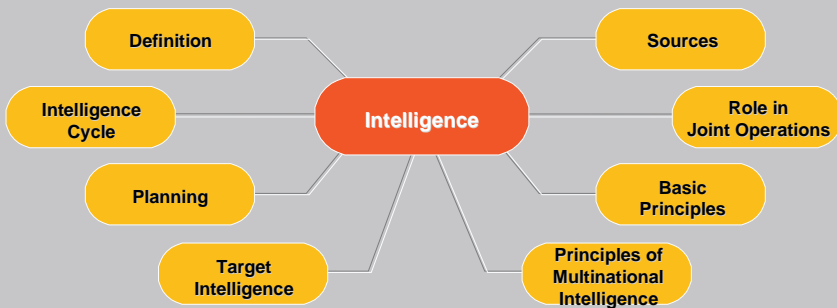 Definition
Sources
Intelligence
Cycle
Intelligence
Role in
Joint Operations
Planning
Basic
Principles
Target
Intelligence
Principles of
Multinational
Intelligence